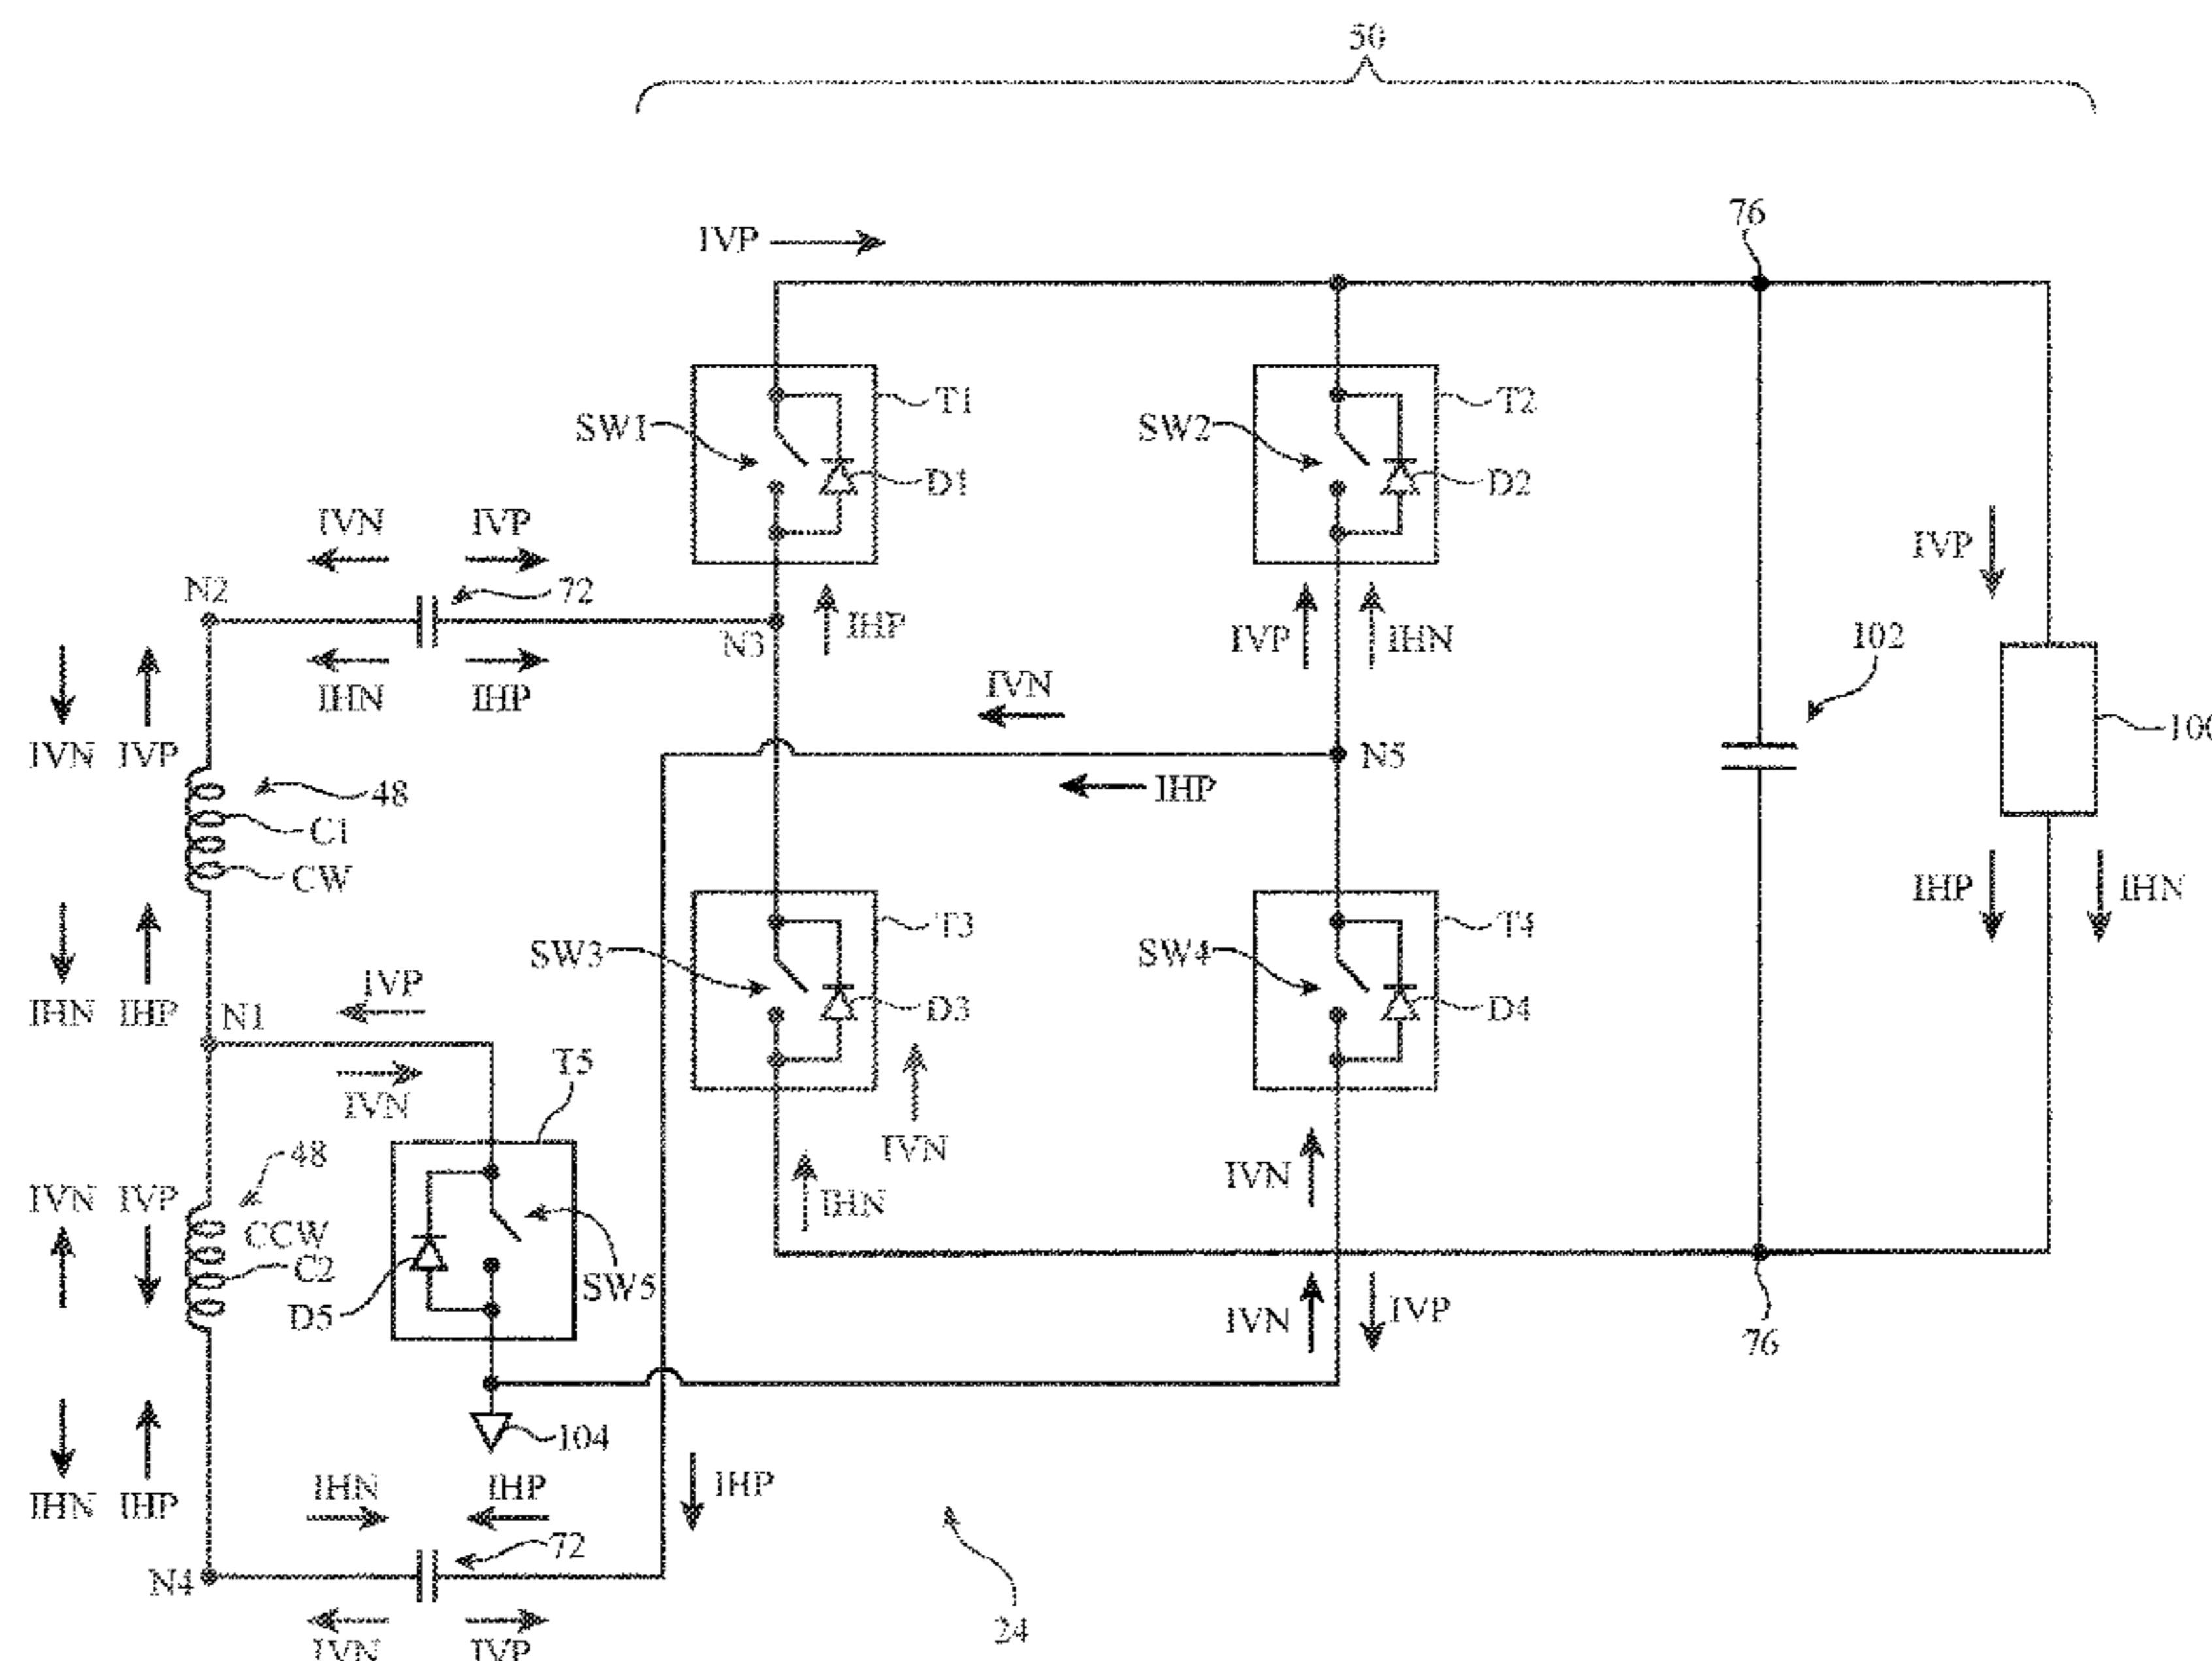 50
76
IVP
T1
T2
SW1
SW2
D1
D2
IVN IVP
IVP
N2
72
N3
IHP
IVP
IHN
102
IHN IHP
IVN
IVN IVP
N5
100
48
IHP
C1
CW
IHP
IHN
T3
T4
SW3
SW4
IVP
IHN IHP
N1
D3
D4
T5
IVN
IVN
48
IVN
IVN IVP
IHN
CCW
C2
SW5
D5
IVN
IVP
76
104
IHN
IHP
IHP
IHN IHP
72
N4
24
IVN
IVP